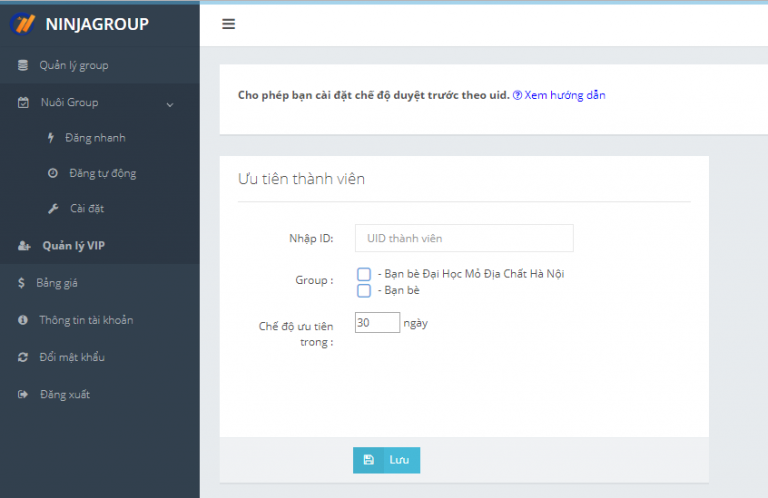 NINJAGROUP
Quản lý group
Nuôi Group
Đăng nhanh
Đăng tự động
Cài đặt
Quản lý VIP
Bảng giá
Thông tin tài khoản
Đổi mật khẩu
Đăng xuất
Cho phép bạn cài đặt chế độ duyệt trước theo uid. Xem hướng dẫn
Ưu tiên thành viên
Nhập ID: UID thành viên
Group : - Bạn bè Đại Học Mỏ Địa Chất Hà Nội
- Bạn bè
Chế độ ưu tiên 30 ngày
trong :
Lưu